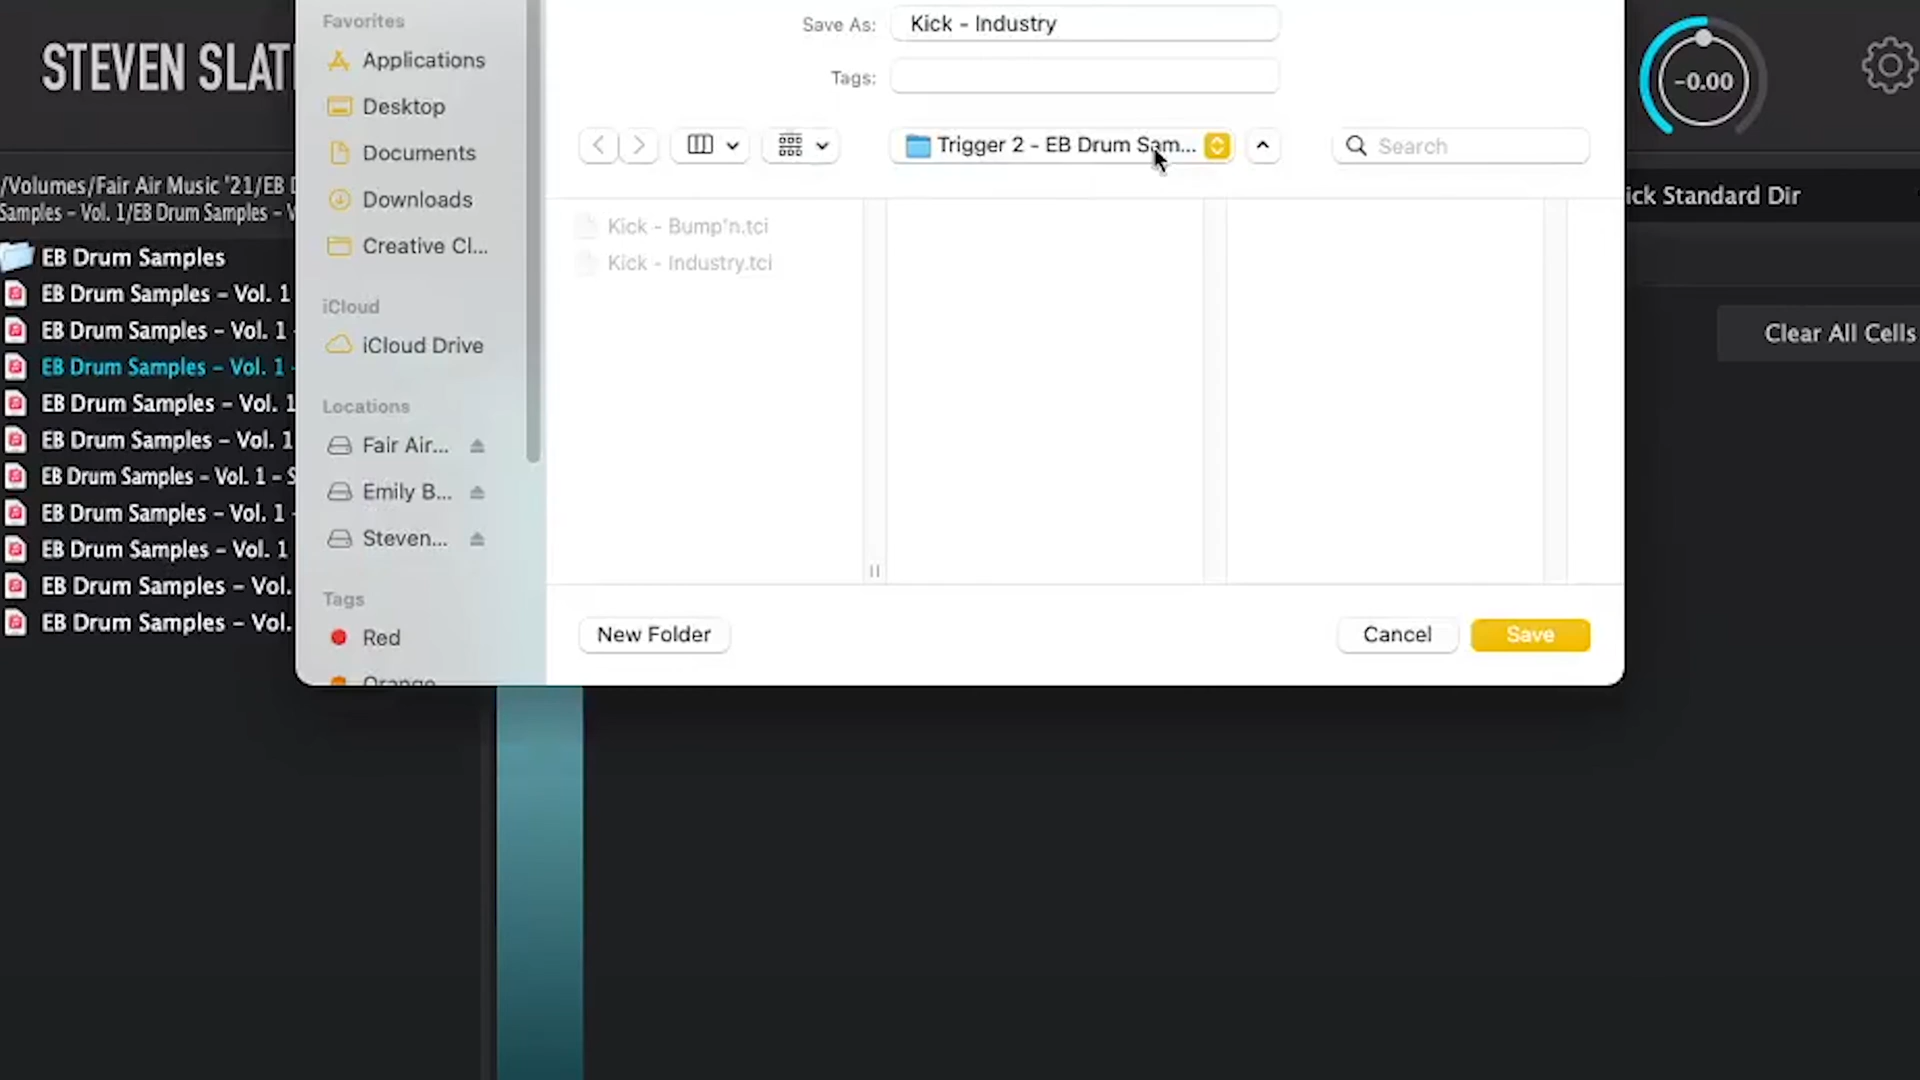 STEVEN SLAT
/Volumes/Fair Air Music '21/EB D
Samples - Vol. 1/EB Drum Samples - V
EB Drum Samples
EB Drum Samples - Vol. 1
EB Drum Samples - Vol. 1 -
EB Drum Samples - Vol. 1 -
EB Drum Samples - Vol. 1
EB Drum Samples - Vol. 1
EB Drum Samples - Vol. 1 - S
EB Drum Samples - Vol. 1 -
EB Drum Samples - Vol. 1
EB Drum Samples - Vol.
EB Drum Samples - Vol.
Favorites
Applications
Desktop
Documents
Downloads
Creative Cl...
iCloud
iCloud Drive
Locations
Fair Air...
Emily B...
Steven...
Tags
Red
Orange
Save As: Kick - Industry
Tags:
Trigger 2 - EB Drum Sam...
Search
Kick - Bump'n.tci
Kick - Industry.tci
New Folder
Cancel
Save
-0.00
ick Standard Dir
Clear All Cells